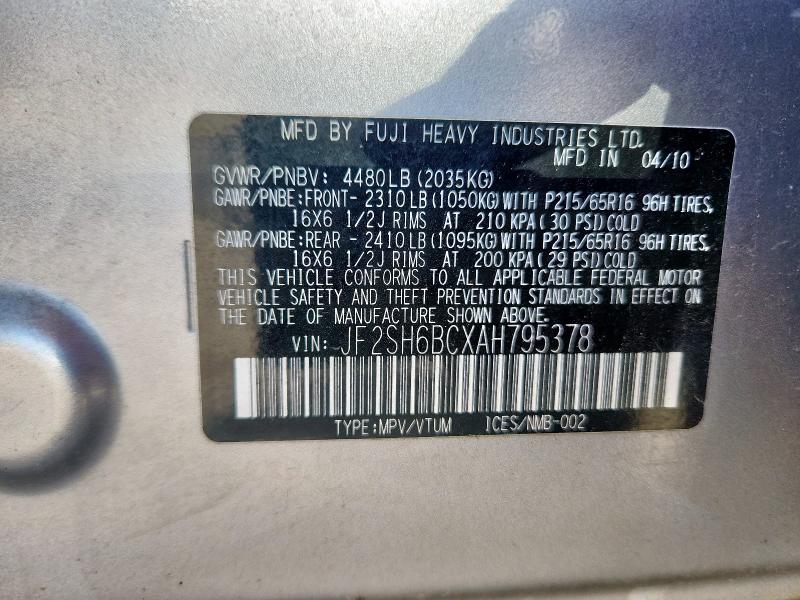 MFD BY FUJI HEAVY INDUSTRIES LTD.
MFD IN 04/10
GVWR/PNBV: 4480LB(2035KG)
GAWR/PNBE:FRONT- 2310LB(1050KG)WITH P215/65R16 96H TIRES,
16X6 1/2J RIMS AT 210 KPA(30 PSI)COLD
GAWR/PNBE:REAR - 2410LB(1095KG)WITH P215/65R16 96H TIRES,
16X6 1/2J RIMS AT 200 KPA(29 PSI)COLD
THIS VEHICLE CONFORMS TO ALL APPLICABLE FEDERAL MOTOR
VEHICLE SAFETY AND THEFT PREVENTION STANDARDS IN EFFECT ON
THE DATE OF MANUFACTURE SHOWN ABOVE.
VIN: JF2SH6BCXAH795378
TYPE:MPV/VTUM ICES/NMB-002